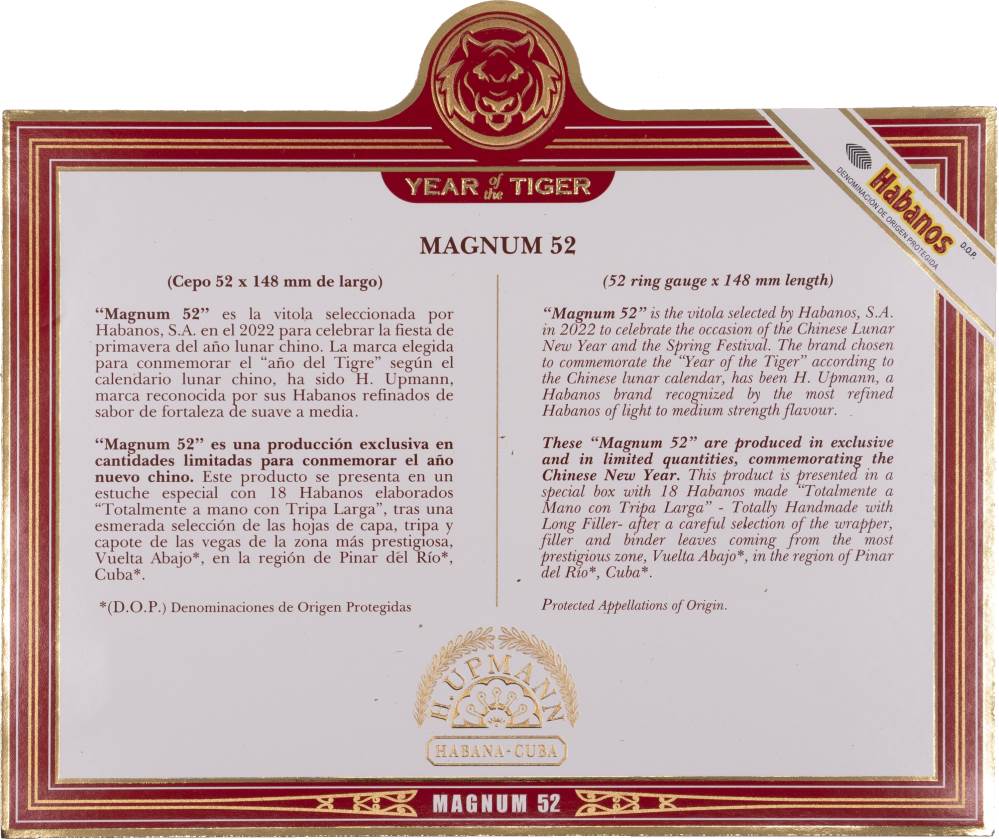 YEAR of the TIGER
Habanos
DENOMINACIÓN DE ORIGEN PROTEGIDA
D.O.P.
MAGNUM 52
(Cepo 52 x 148 mm de largo)
“Magnum 52” es la vitola seleccionada por
Habanos, S.A. en el 2022 para celebrar la fiesta de
primavera del año lunar chino. La marca elegida
para conmemorar el “año del Tigre” según el
calendario lunar chino, ha sido H. Upmann,
marca reconocida por sus Habanos refinados de
sabor de fortaleza de suave a media.
“Magnum 52” es una producción exclusiva en
cantidades limitadas para conmemorar el año
nuevo chino. Este producto se presenta en un
estuche especial con 18 Habanos elaborados
“Totalmente a mano con Tripa Larga”, tras una
esmerada selección de las hojas de capa, tripa y
capote de las vegas de la zona más prestigiosa,
Vuelta Abajo*, en la región de Pinar del Río*,
Cuba*.
*(D.O.P.) Denominaciones de Origen Protegidas
(52 ring gauge x 148 mm length)
“Magnum 52” is the vitola selected by Habanos, S.A.
in 2022 to celebrate the occasion of the Chinese Lunar
New Year and the Spring Festival. The brand chosen
to commemorate the “Year of the Tiger” according to
the Chinese lunar calendar, has been H. Upmann, a
Habanos brand recognized by the most refined
Habanos of light to medium strength flavour.
These “Magnum 52” are produced in exclusive
and in limited quantities, commemorating the
Chinese New Year. This product is presented in a
special box with 18 Habanos made “Totalmente a
Mano con Tripa Larga” - Totally Handmade with
Long Filler- after a careful selection of the wrapper,
filler and binder leaves coming from the most
prestigious zone, Vuelta Abajo*, in the region of Pinar
del Río*, Cuba*.
Protected Appellations of Origin.
H. UPMANN
HABANA-CUBA
MAGNUM 52